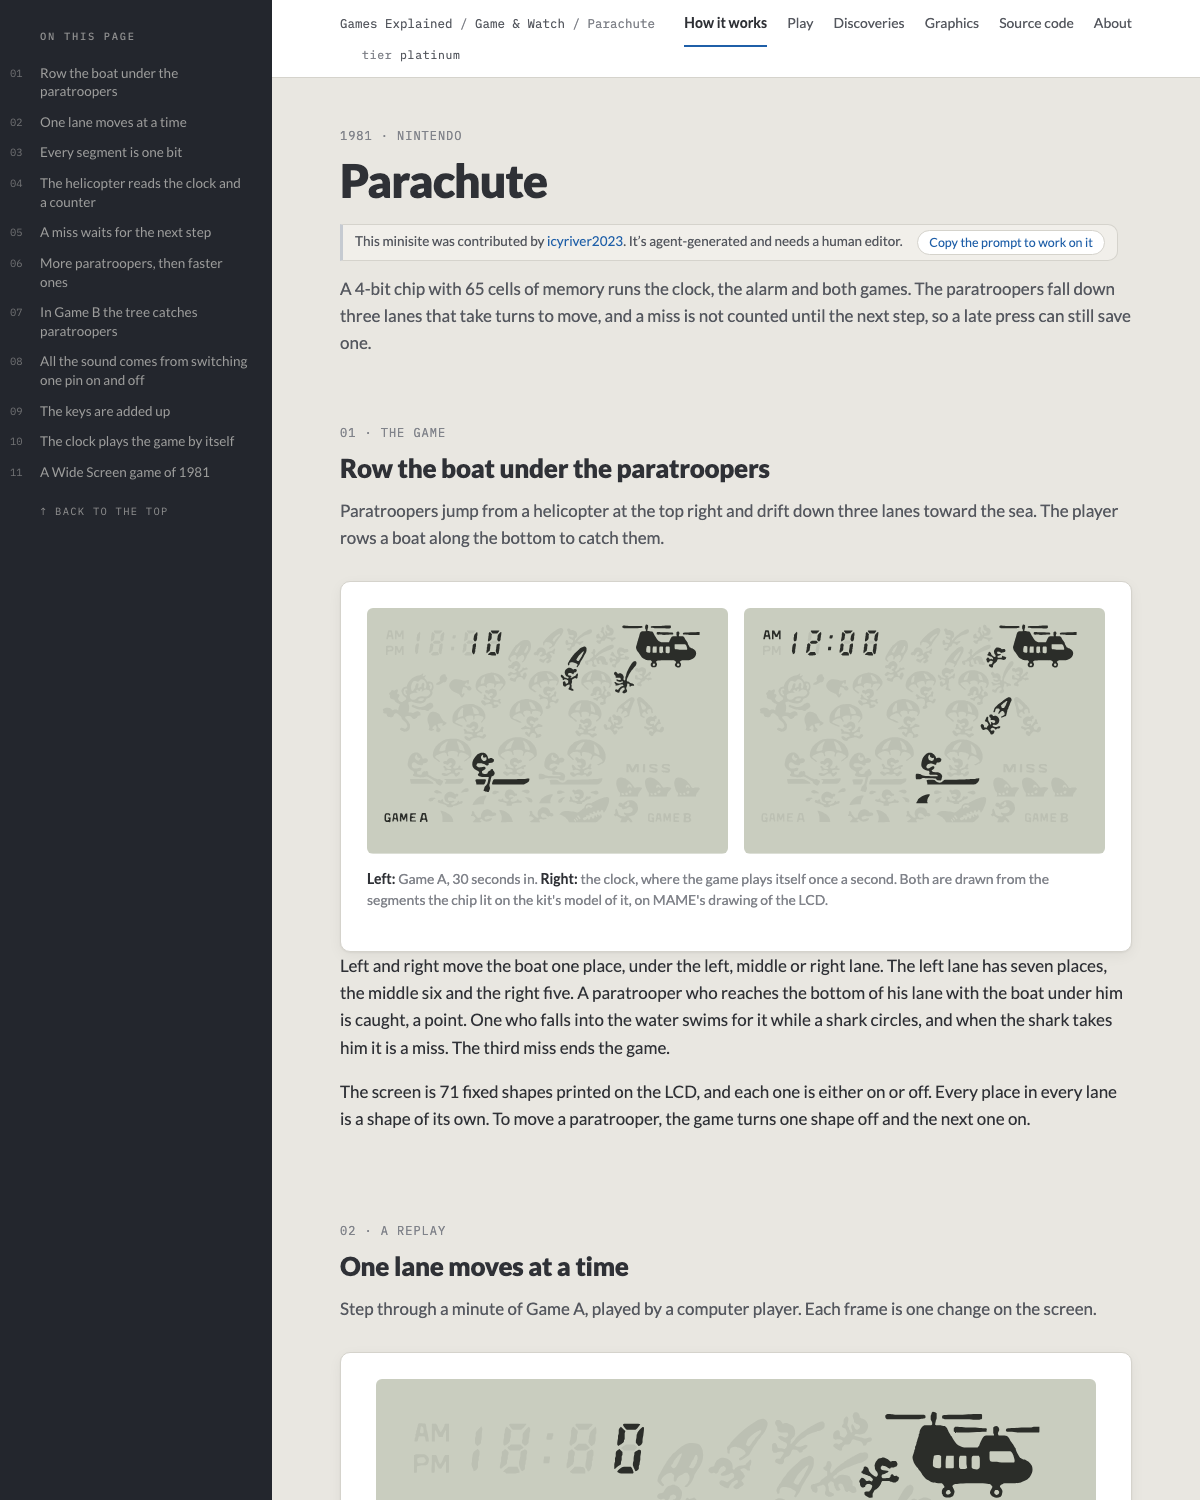 ON THIS PAGE
01 Row the boat under the
paratroopers
02 One lane moves at a time
03 Every segment is one bit
04 The helicopter reads the clock and
a counter
05 A miss waits for the next step
06 More paratroopers, then faster
ones
07 In Game B the tree catches
paratroopers
08 All the sound comes from switching
one pin on and off
09 The keys are added up
10 The clock plays the game by itself
11 A Wide Screen game of 1981
↑ BACK TO THE TOP
Games Explained / Game & Watch / Parachute
How it works Play Discoveries Graphics Source code About
tier platinum
1981 · NINTENDO
Parachute
This minisite was contributed by icyriver2023. It’s agent-generated and needs a human editor. Copy the prompt to work on it
A 4-bit chip with 65 cells of memory runs the clock, the alarm and both games. The paratroopers fall down
three lanes that take turns to move, and a miss is not counted until the next step, so a late press can still save
one.
01 · THE GAME
Row the boat under the paratroopers
Paratroopers jump from a helicopter at the top right and drift down three lanes toward the sea. The player
rows a boat along the bottom to catch them.
AM
PM
18:10
MISS
GAME A
GAME B
AM
PM
12:00
MISS
GAME A
GAME B
Left: Game A, 30 seconds in. Right: the clock, where the game plays itself once a second. Both are drawn from the
segments the chip lit on the kit's model of it, on MAME's drawing of the LCD.
Left and right move the boat one place, under the left, middle or right lane. The left lane has seven places,
the middle six and the right five. A paratrooper who reaches the bottom of his lane with the boat under him
is caught, a point. One who falls into the water swims for it while a shark circles, and when the shark takes
him it is a miss. The third miss ends the game.
The screen is 71 fixed shapes printed on the LCD, and each one is either on or off. Every place in every lane
is a shape of its own. To move a paratrooper, the game turns one shape off and the next one on.
02 · A REPLAY
One lane moves at a time
Step through a minute of Game A, played by a computer player. Each frame is one change on the screen.
AM
PM
18:80